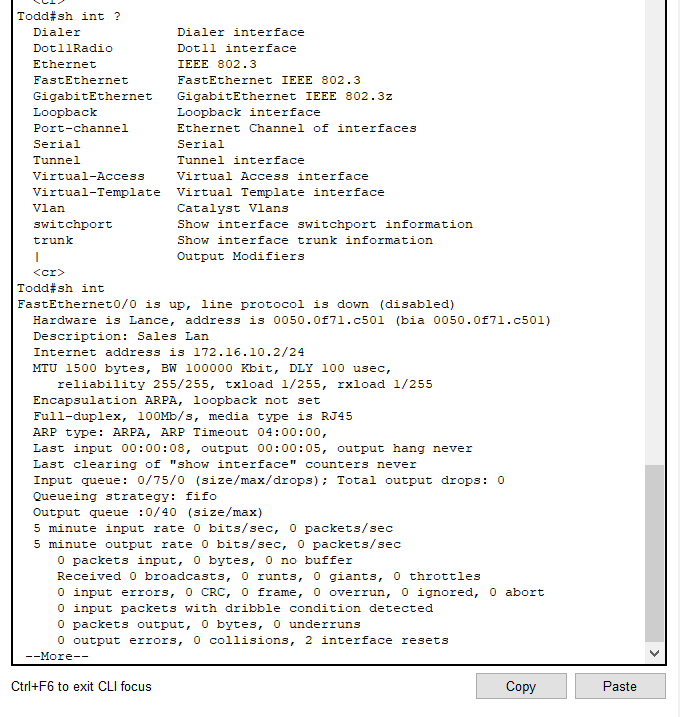 <cr>
Todd#sh int ?
Dialer Dialer interface
Dot11Radio Dot11 interface
Ethernet IEEE 802.3
FastEthernet FastEthernet IEEE 802.3
GigabitEthernet GigabitEthernet IEEE 802.3z
Loopback Loopback interface
Port-channel Ethernet Channel of interfaces
Serial Serial
Tunnel Tunnel interface
Virtual-Access Virtual Access interface
Virtual-Template Virtual Template interface
Vlan Catalyst Vlans
switchport Show interface switchport information
trunk Show interface trunk information
| Output Modifiers
<cr>
Todd#sh int
FastEthernet0/0 is up, line protocol is down (disabled)
Hardware is Lance, address is 0050.0f71.c501 (bia 0050.0f71.c501)
Description: Sales Lan
Internet address is 172.16.10.2/24
MTU 1500 bytes, BW 100000 Kbit, DLY 100 usec,
reliability 255/255, txload 1/255, rxload 1/255
Encapsulation ARPA, loopback not set
Full-duplex, 100Mb/s, media type is RJ45
ARP type: ARPA, ARP Timeout 04:00:00,
Last input 00:00:08, output 00:00:05, output hang never
Last clearing of "show interface" counters never
Input queue: 0/75/0 (size/max/drops); Total output drops: 0
Queueing strategy: fifo
Output queue :0/40 (size/max)
5 minute input rate 0 bits/sec, 0 packets/sec
5 minute output rate 0 bits/sec, 0 packets/sec
0 packets input, 0 bytes, 0 no buffer
Received 0 broadcasts, 0 runts, 0 giants, 0 throttles
0 input errors, 0 CRC, 0 frame, 0 overrun, 0 ignored, 0 abort
0 input packets with dribble condition detected
0 packets output, 0 bytes, 0 underruns
0 output errors, 0 collisions, 2 interface resets
--More--
Ctrl+F6 to exit CLI focus
Copy
Paste